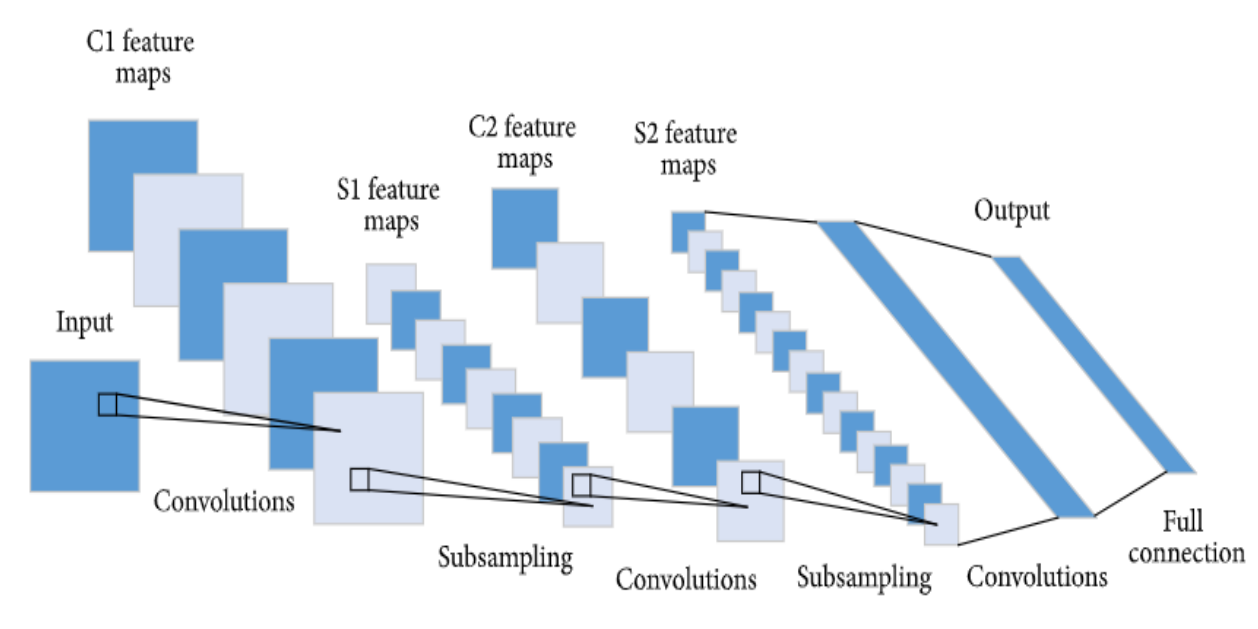 C1 feature
maps
Input
Convolutions
S1 feature
maps
Subsampling
C2 feature
maps
Convolutions
S2 feature
maps
Subsampling
Convolutions
Output
Full
connection